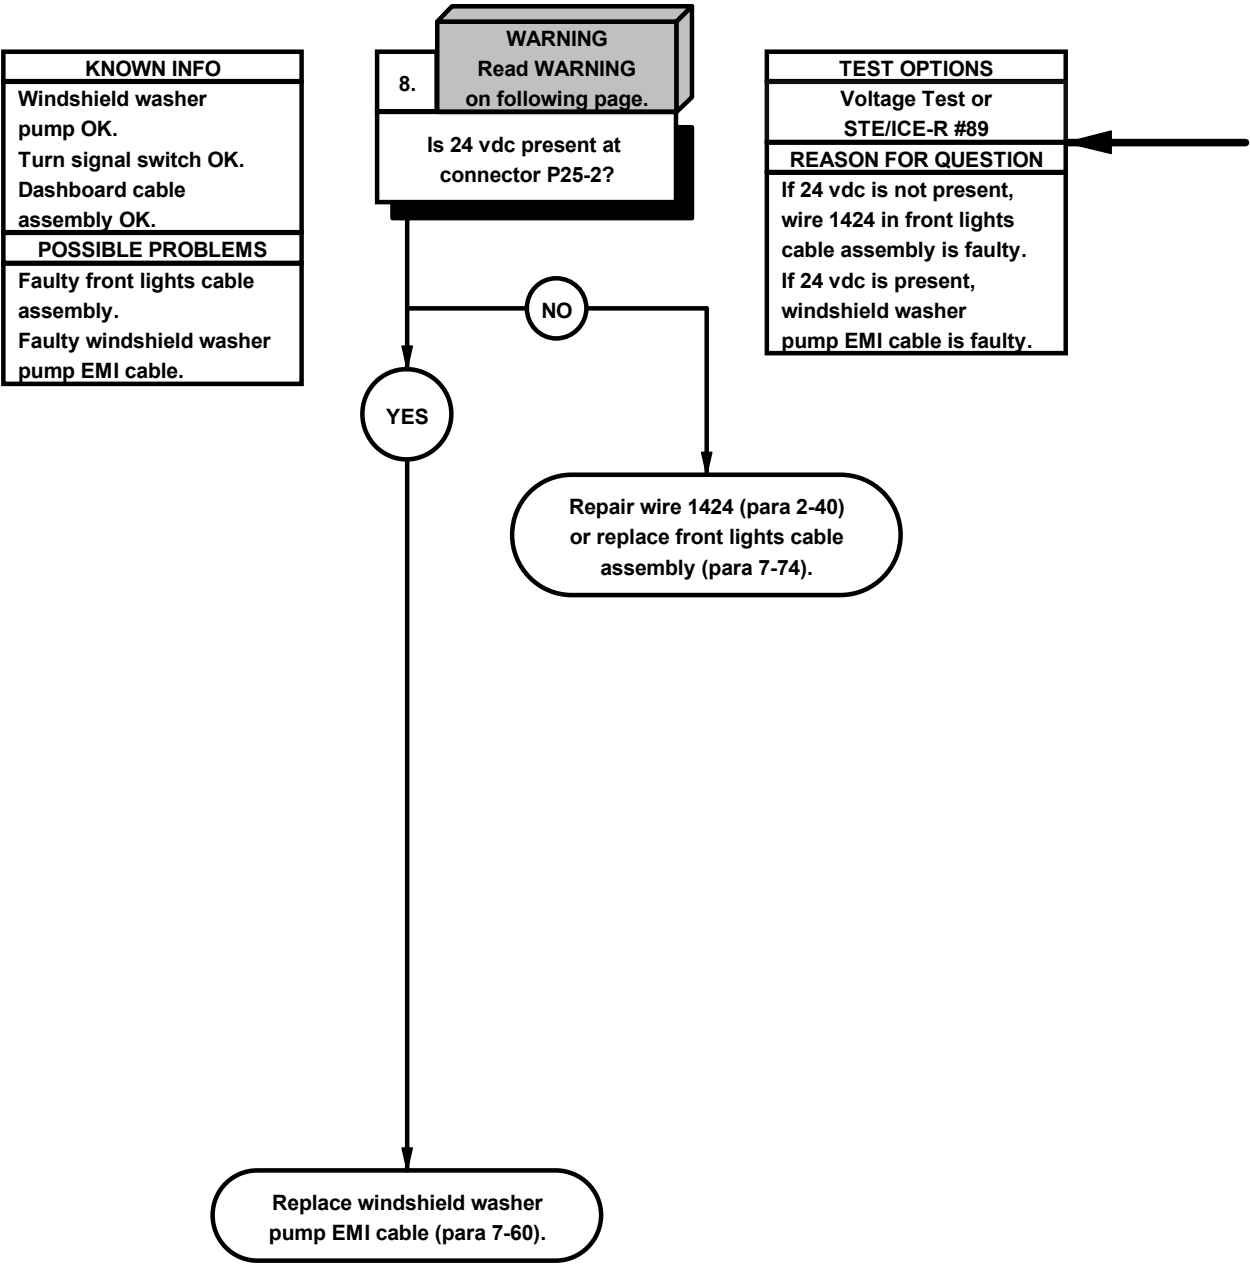 KNOWN INFO
Windshield washer
pump OK.
Turn signal switch OK.
Dashboard cable
assembly OK.
POSSIBLE PROBLEMS
Faulty front lights cable
assembly.
Faulty windshield washer
pump EMI cable.
WARNING
Read WARNING
on following page.
8.
Is 24 vdc present at
connector P25-2?
TEST OPTIONS
Voltage Test or
STE/ICE-R #89
REASON FOR QUESTION
If 24 vdc is not present,
wire 1424 in front lights
cable assembly is faulty.
If 24 vdc is present,
windshield washer
pump EMI cable is faulty.
NO
YES
Repair wire 1424 (para 2-40)
or replace front lights cable
assembly (para 7-74).
Replace windshield washer
pump EMI cable (para 7-60).